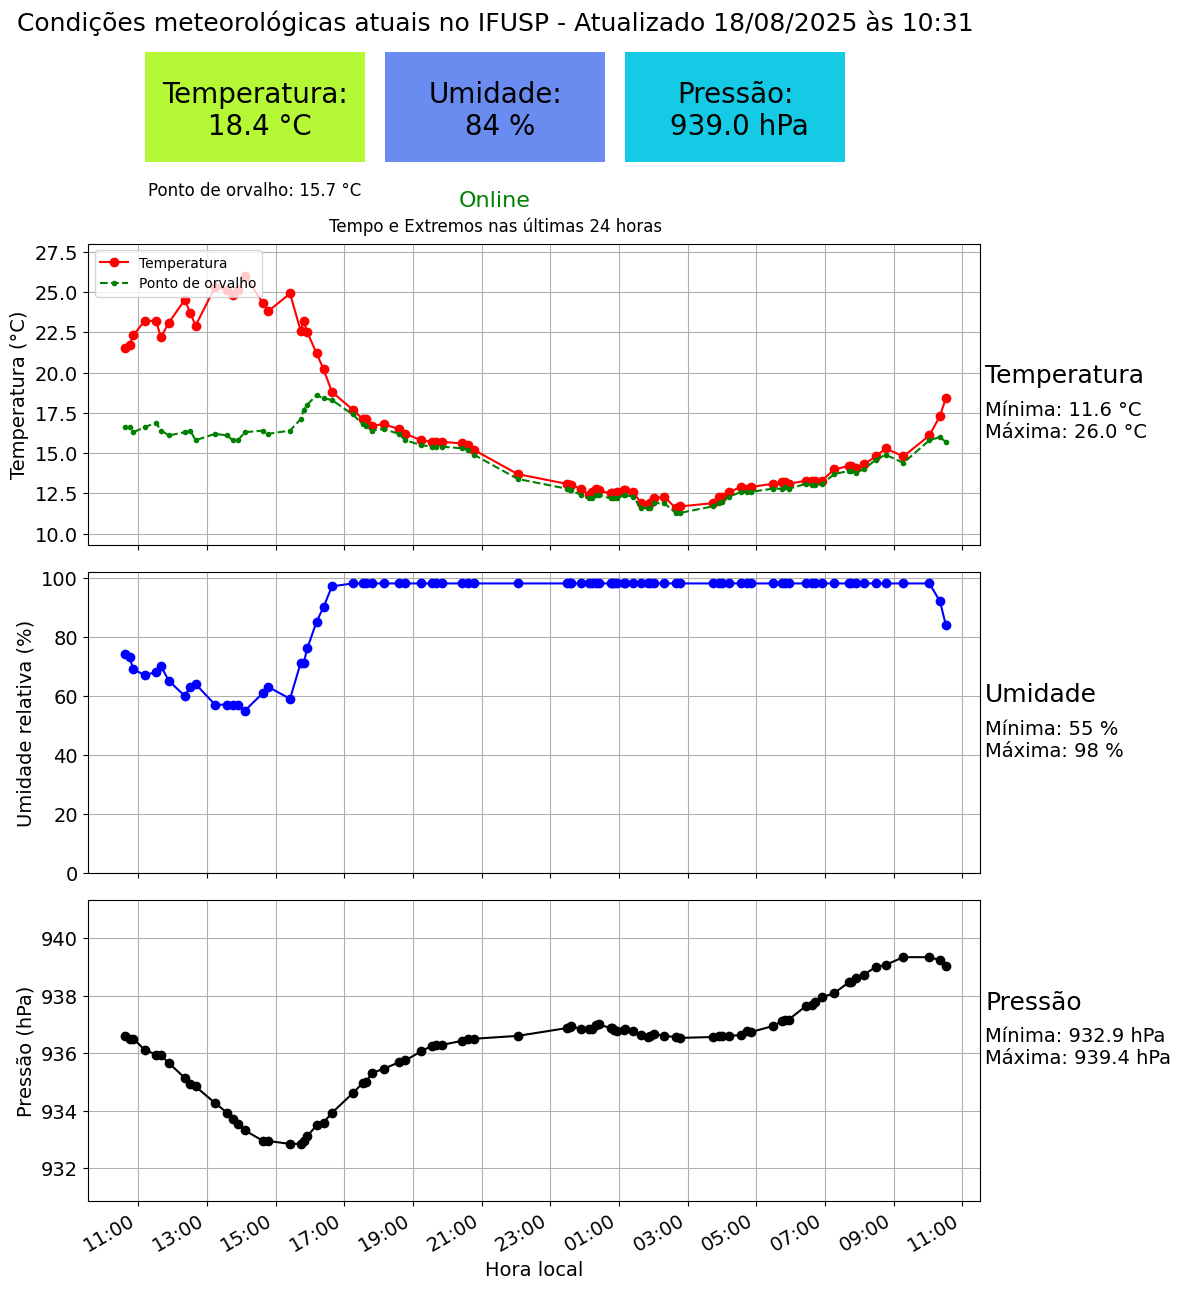 Condições meteorológicas atuais no IFUSP - Atualizado 18/08/2025 às 10:31
Temperatura:
18.4 °C
Umidade:
84 %
Pressão:
939.0 hPa
Ponto de orvalho: 15.7 °C
Online
Tempo e Extremos nas últimas 24 horas
Temperatura
Ponto de orvalho
27.5
25.0
22.5
20.0
17.5
15.0
12.5
10.0
Temperatura (°C)
Temperatura
Mínima: 11.6 °C
Máxima: 26.0 °C
100
80
60
40
20
0
Umidade relativa (%)
Umidade
Mínima: 55 %
Máxima: 98 %
940
938
936
934
932
Pressão (hPa)
Pressão
Mínima: 932.9 hPa
Máxima: 939.4 hPa
11:00 13:00 15:00 17:00 19:00 21:00 23:00 01:00 03:00 05:00 07:00 09:00 11:00
Hora local